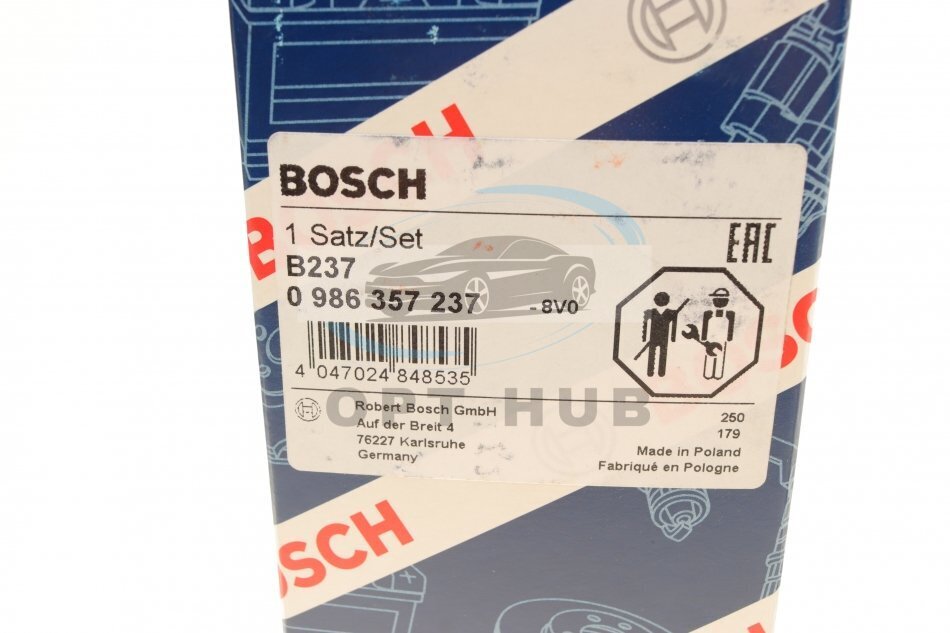 BOSCH
BOSCH
1 Satz/Set
B237
0 986 357 237 - 8V0
EAC
4 047024 848535
OPT HUB
Robert Bosch GmbH
Auf der Breit 4
76227 Karlsruhe
Germany
250
179
Made in Poland
Fabriqué en Pologne
BOSCH